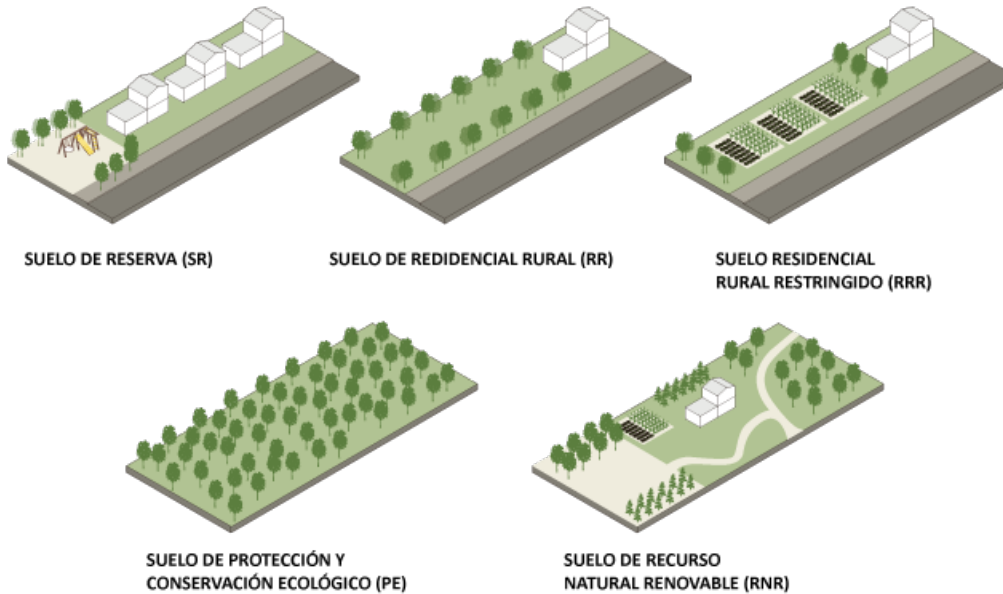 SUELO DE RESERVA (SR)
SUELO DE REDIDENCIAL RURAL (RR)
SUELO RESIDENCIAL
RURAL RESTRINGIDO (RRR)
SUELO DE PROTECCIÓN Y
CONSERVACIÓN ECOLÓGICO (PE)
SUELO DE RECURSO
NATURAL RENOVABLE (RNR)